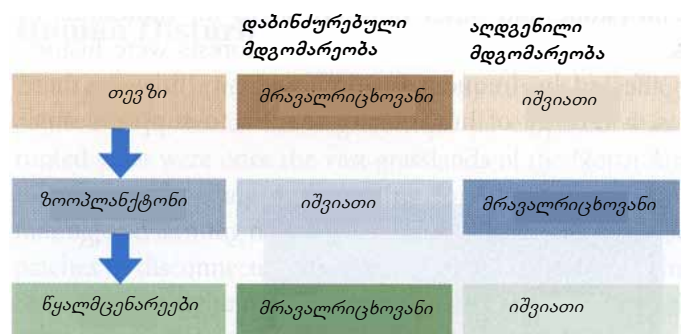 დაბინძურებული აღდგენილი
მდგომარეობა მდგომარეობა
თევზი მრავალრიცხოვანი იშვიათი
ზოოპლანქტონი იშვიათი მრავალრიცხოვანი
წყალმცენარეები მრავალრიცხოვანი იშვიათი